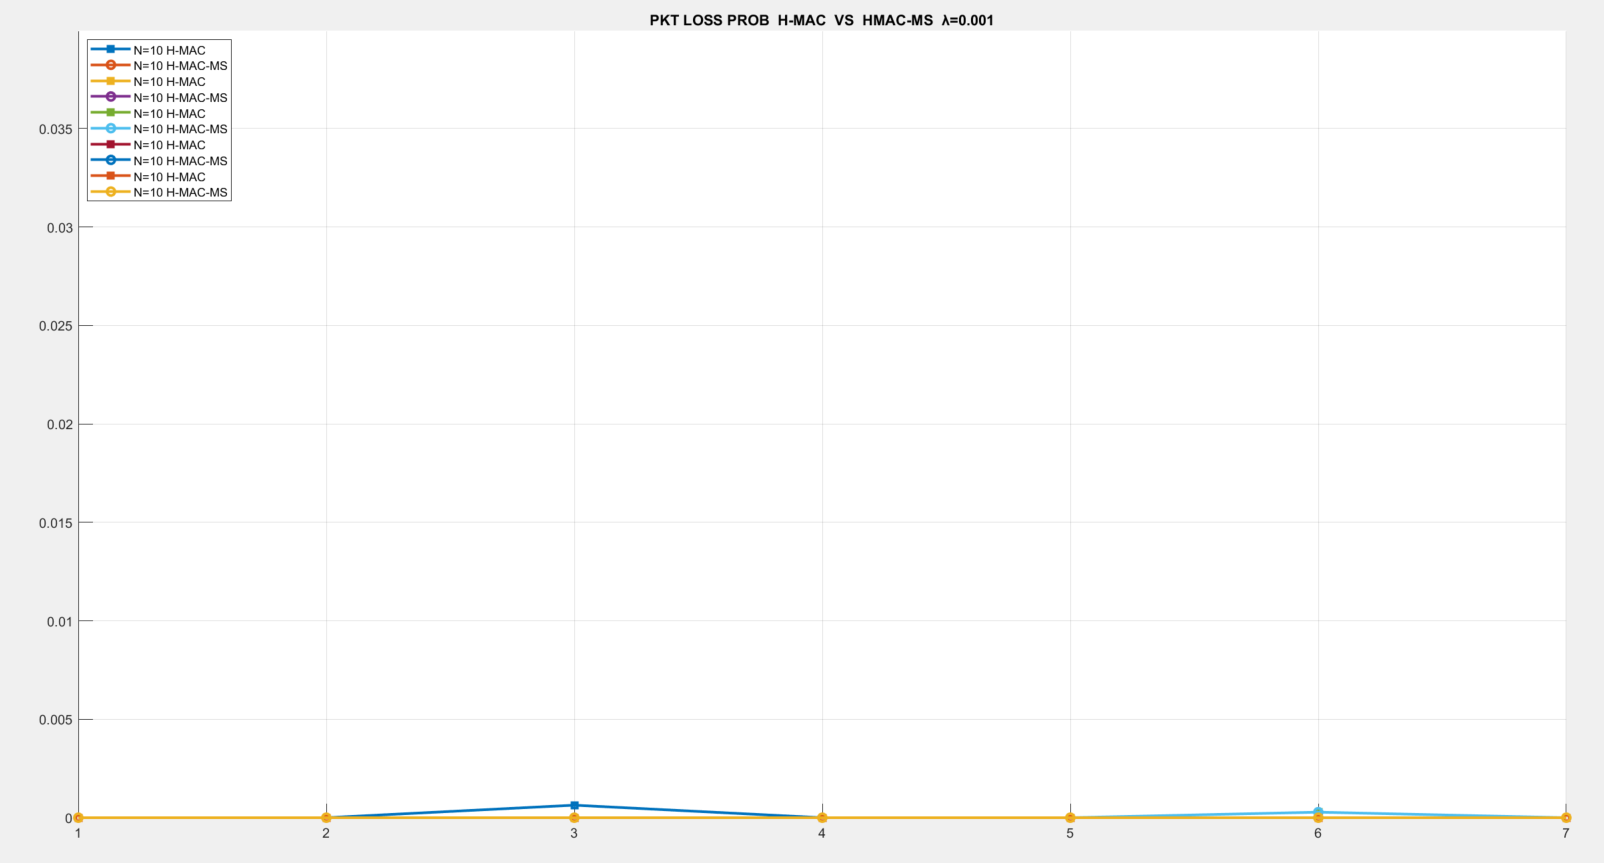 PKT LOSS PROB H-MAC VS HMAC-MS λ=0.001
N=10 H-MAC
N=10 H-MAC-MS
N=10 H-MAC
N=10 H-MAC-MS
N=10 H-MAC
N=10 H-MAC-MS
N=10 H-MAC
N=10 H-MAC-MS
N=10 H-MAC
N=10 H-MAC-MS
0.035
0.03
0.025
0.02
0.015
0.01
0.005
0
1 2 3 4 5 6 7